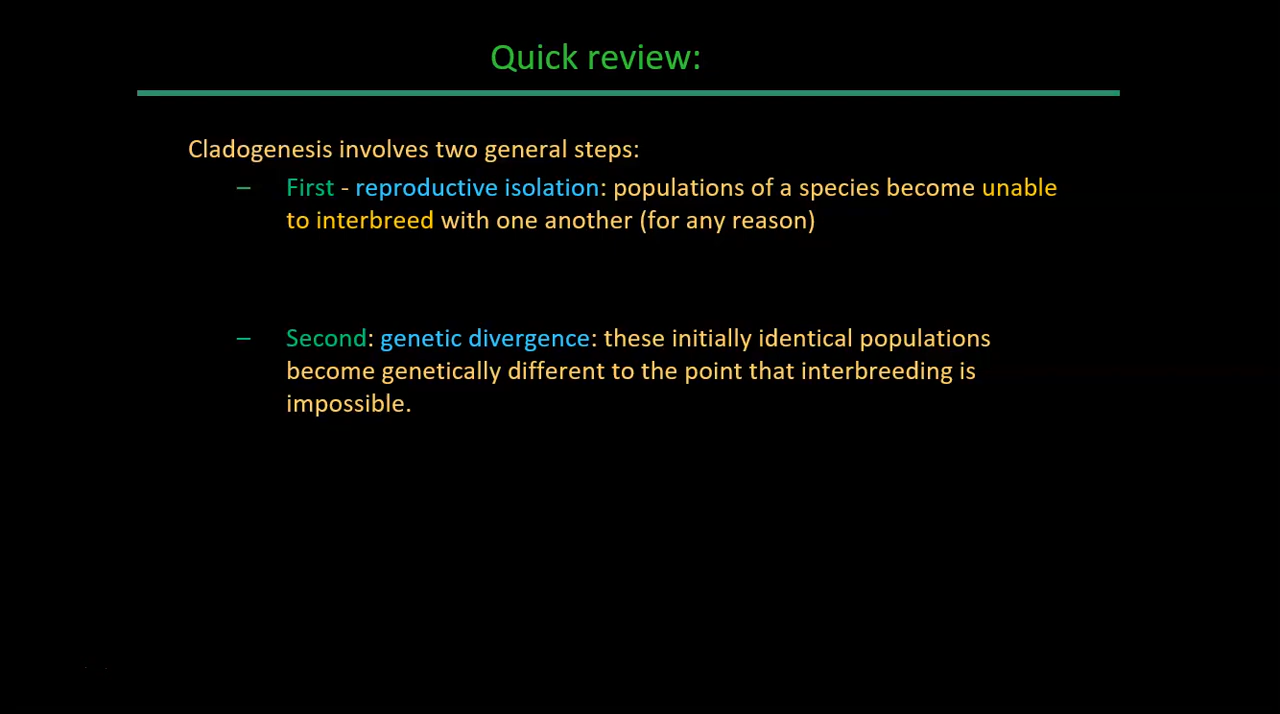 Quick review:
Cladogenesis involves two general steps:
– First - reproductive isolation: populations of a species become unable
to interbreed with one another (for any reason)
– Second: genetic divergence: these initially identical populations
become genetically different to the point that interbreeding is
impossible.